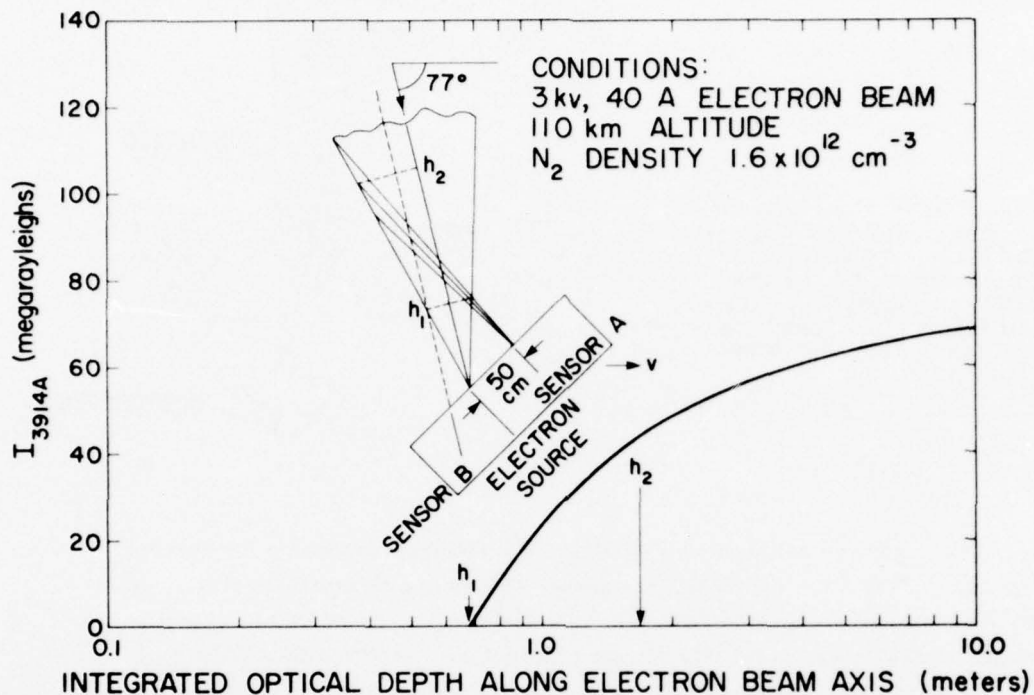 140
120
100
80
60
40
20
0
I3914A (megarayleighs)
77°
h2
h1
CONDITIONS:
3 kv, 40 A ELECTRON BEAM
110 km ALTITUDE
N2 DENSITY 1.6 x 10^12 cm^-3
50
cm
SENSOR A
v
ELECTRON
SOURCE
SENSOR B
h1
h2
0.1
1.0
10.0
INTEGRATED OPTICAL DEPTH ALONG ELECTRON BEAM AXIS (meters)